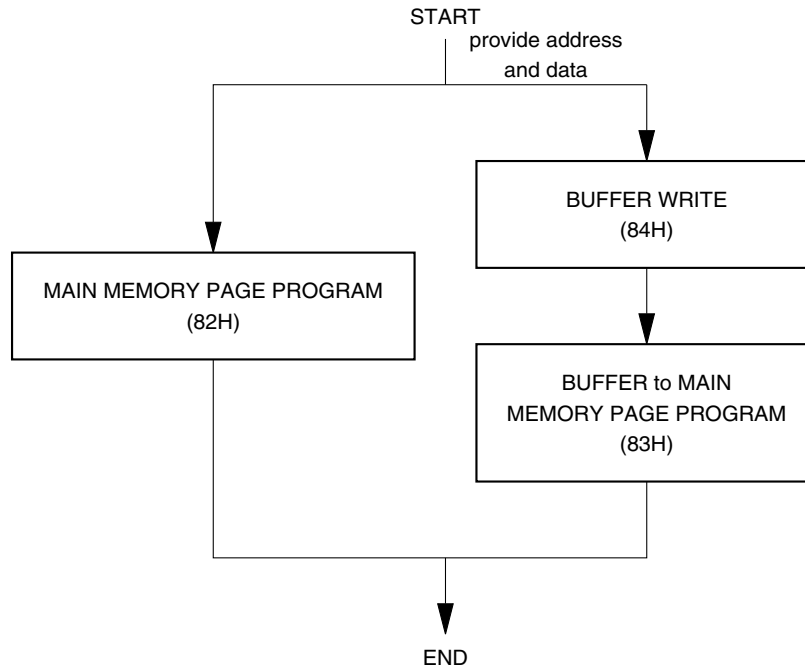 START
provide address
and data
BUFFER WRITE
(84H)
MAIN MEMORY PAGE PROGRAM
(82H)
BUFFER to MAIN
MEMORY PAGE PROGRAM
(83H)
END